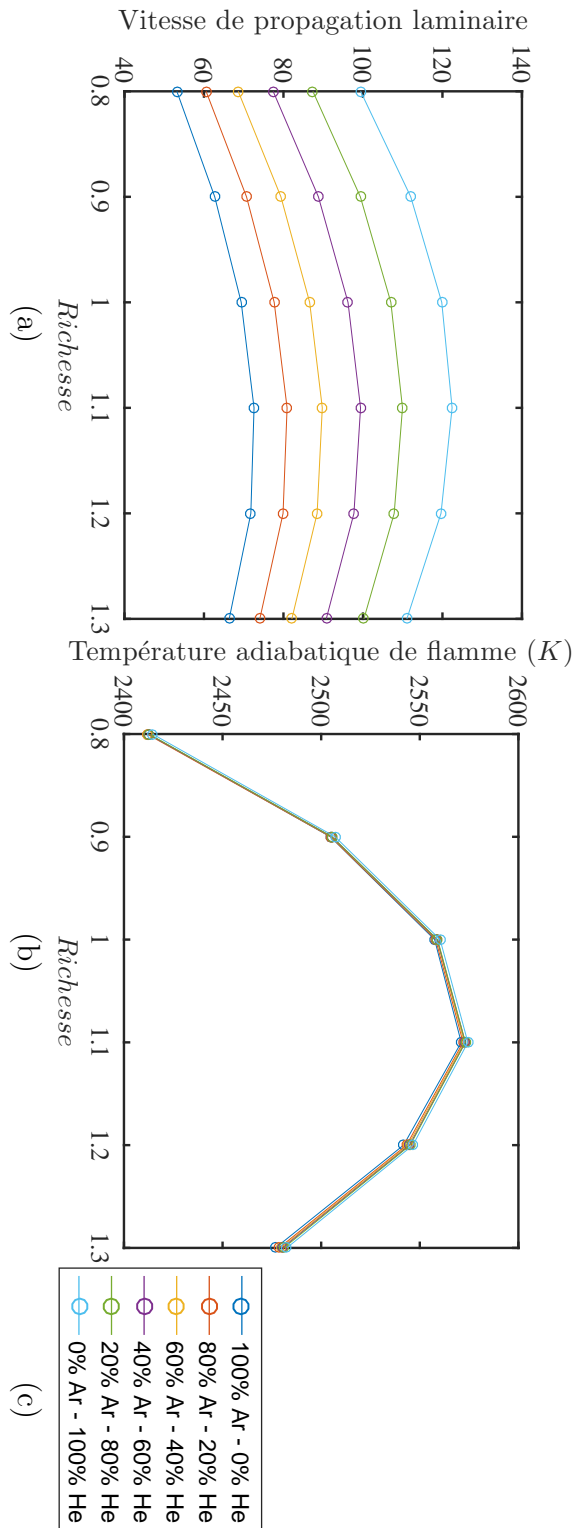 Vitesse de propagation laminaire
140
120
100
80
60
40
0.8
0.9
1
1.1
1.2
1.3
Richesse
(a)
Température adiabatique de flamme (K)
2600
2550
2500
2450
2400
0.8
0.9
1
1.1
1.2
1.3
Richesse
(b)
100% Ar - 0% He
80% Ar - 20% He
60% Ar - 40% He
40% Ar - 60% He
20% Ar - 80% He
0% Ar - 100% He
(c)